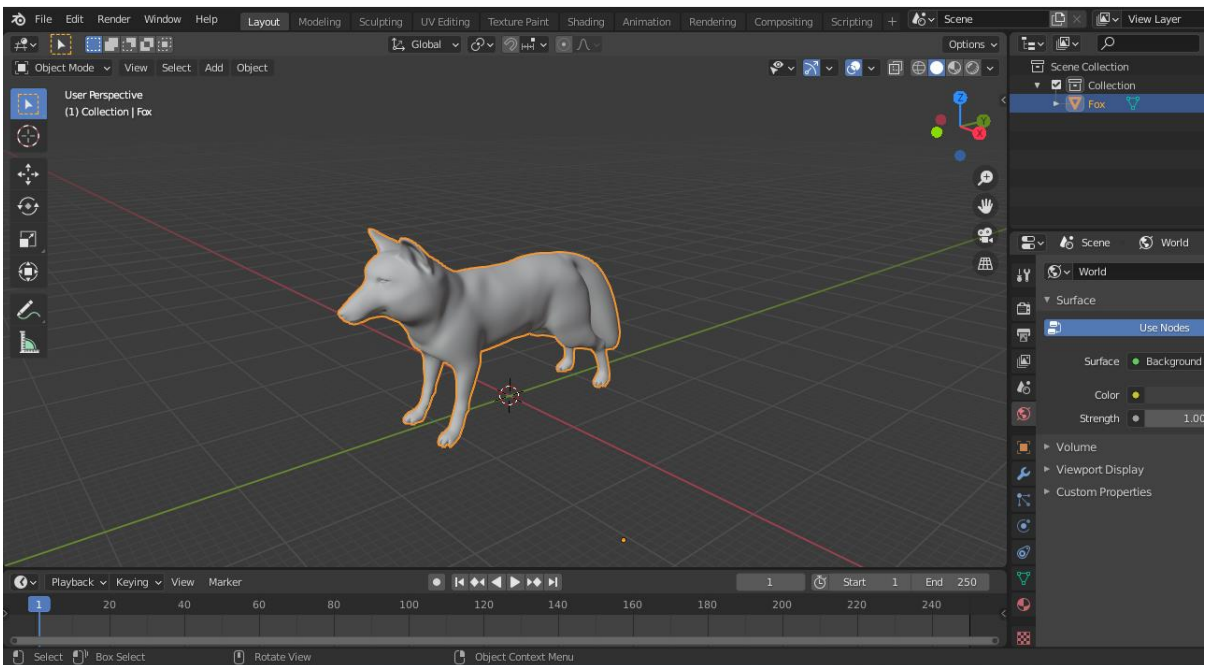 File Edit Render Window Help Layout Modeling Sculpting UV Editing Texture Paint Shading Animation Rendering Compositing Scripting + Scene View Layer
Global Options
Object Mode View Select Add Object
User Perspective
(1) Collection | Fox
Z
Y
X
Scene Collection
Collection
Fox
Scene World
World
Surface
Use Nodes
Surface Background
Color
Strength 1.00
Volume
Viewport Display
Custom Properties
Playback Keying View Marker 1 Start 1 End 250
1 20 40 60 80 100 120 140 160 180 200 220 240
Select Box Select Rotate View Object Context Menu